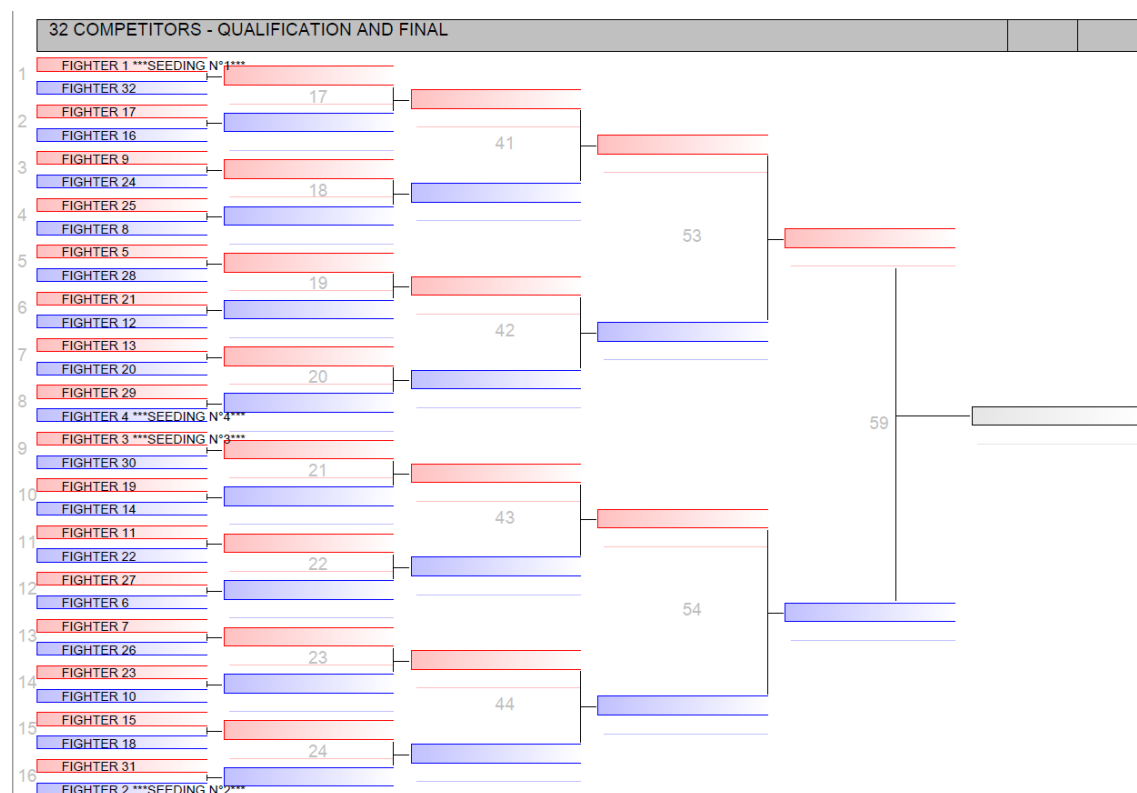 32 COMPETITORS - QUALIFICATION AND FINAL
1
FIGHTER 1 ***SEEDING N°1***
FIGHTER 32
17
2
FIGHTER 17
FIGHTER 16
41
3
FIGHTER 9
FIGHTER 24
18
4
FIGHTER 25
FIGHTER 8
53
5
FIGHTER 5
FIGHTER 28
19
6
FIGHTER 21
FIGHTER 12
42
7
FIGHTER 13
FIGHTER 20
20
8
FIGHTER 29
FIGHTER 4 ***SEEDING N°4***
59
9
FIGHTER 3 ***SEEDING N°3***
FIGHTER 30
21
10
FIGHTER 19
FIGHTER 14
43
11
FIGHTER 11
FIGHTER 22
22
12
FIGHTER 27
FIGHTER 6
54
13
FIGHTER 7
FIGHTER 26
23
14
FIGHTER 23
FIGHTER 10
44
15
FIGHTER 15
FIGHTER 18
24
16
FIGHTER 31
FIGHTER 2 ***SEEDING N°2***